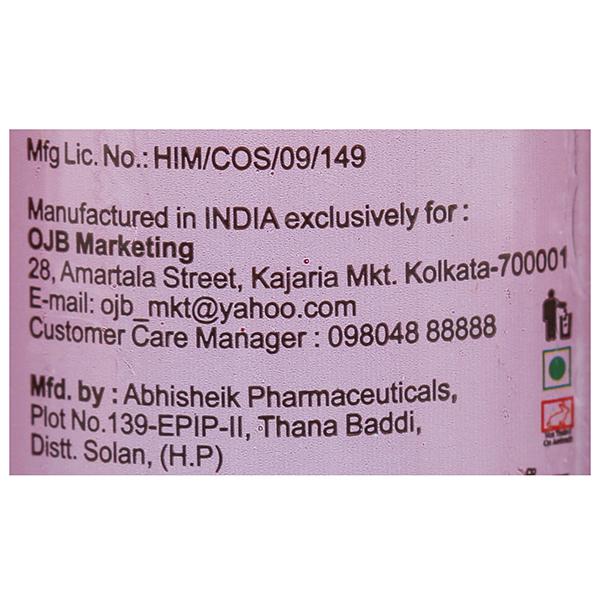 Mfg Lic. No.: HIM/COS/09/149
Manufactured in INDIA exclusively for :
OJB Marketing
28, Amartala Street, Kajaria Mkt. Kolkata-700001
E-mail: ojb_mkt@yahoo.com
Customer Care Manager : 098048 88888
Mfd. by : Abhisheik Pharmaceuticals,
Plot No.139-EPIP-II, Thana Baddi,
Distt. Solan, (H.P)